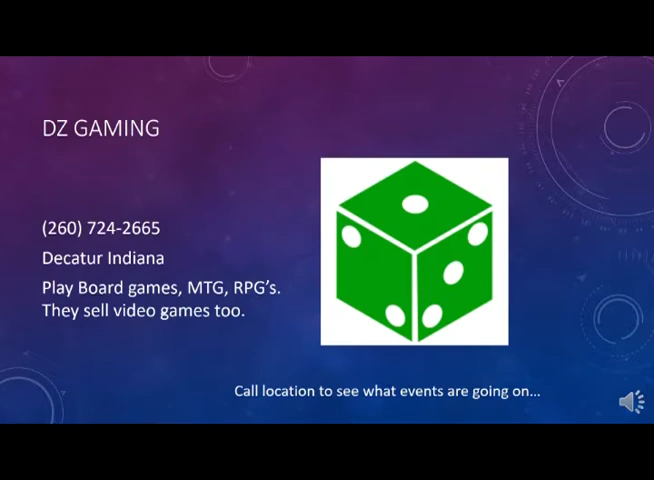 DZ GAMING
(260) 724-2665
Decatur Indiana
Play Board games, MTG, RPG's.
They sell video games too.
Call location to see what events are going on...